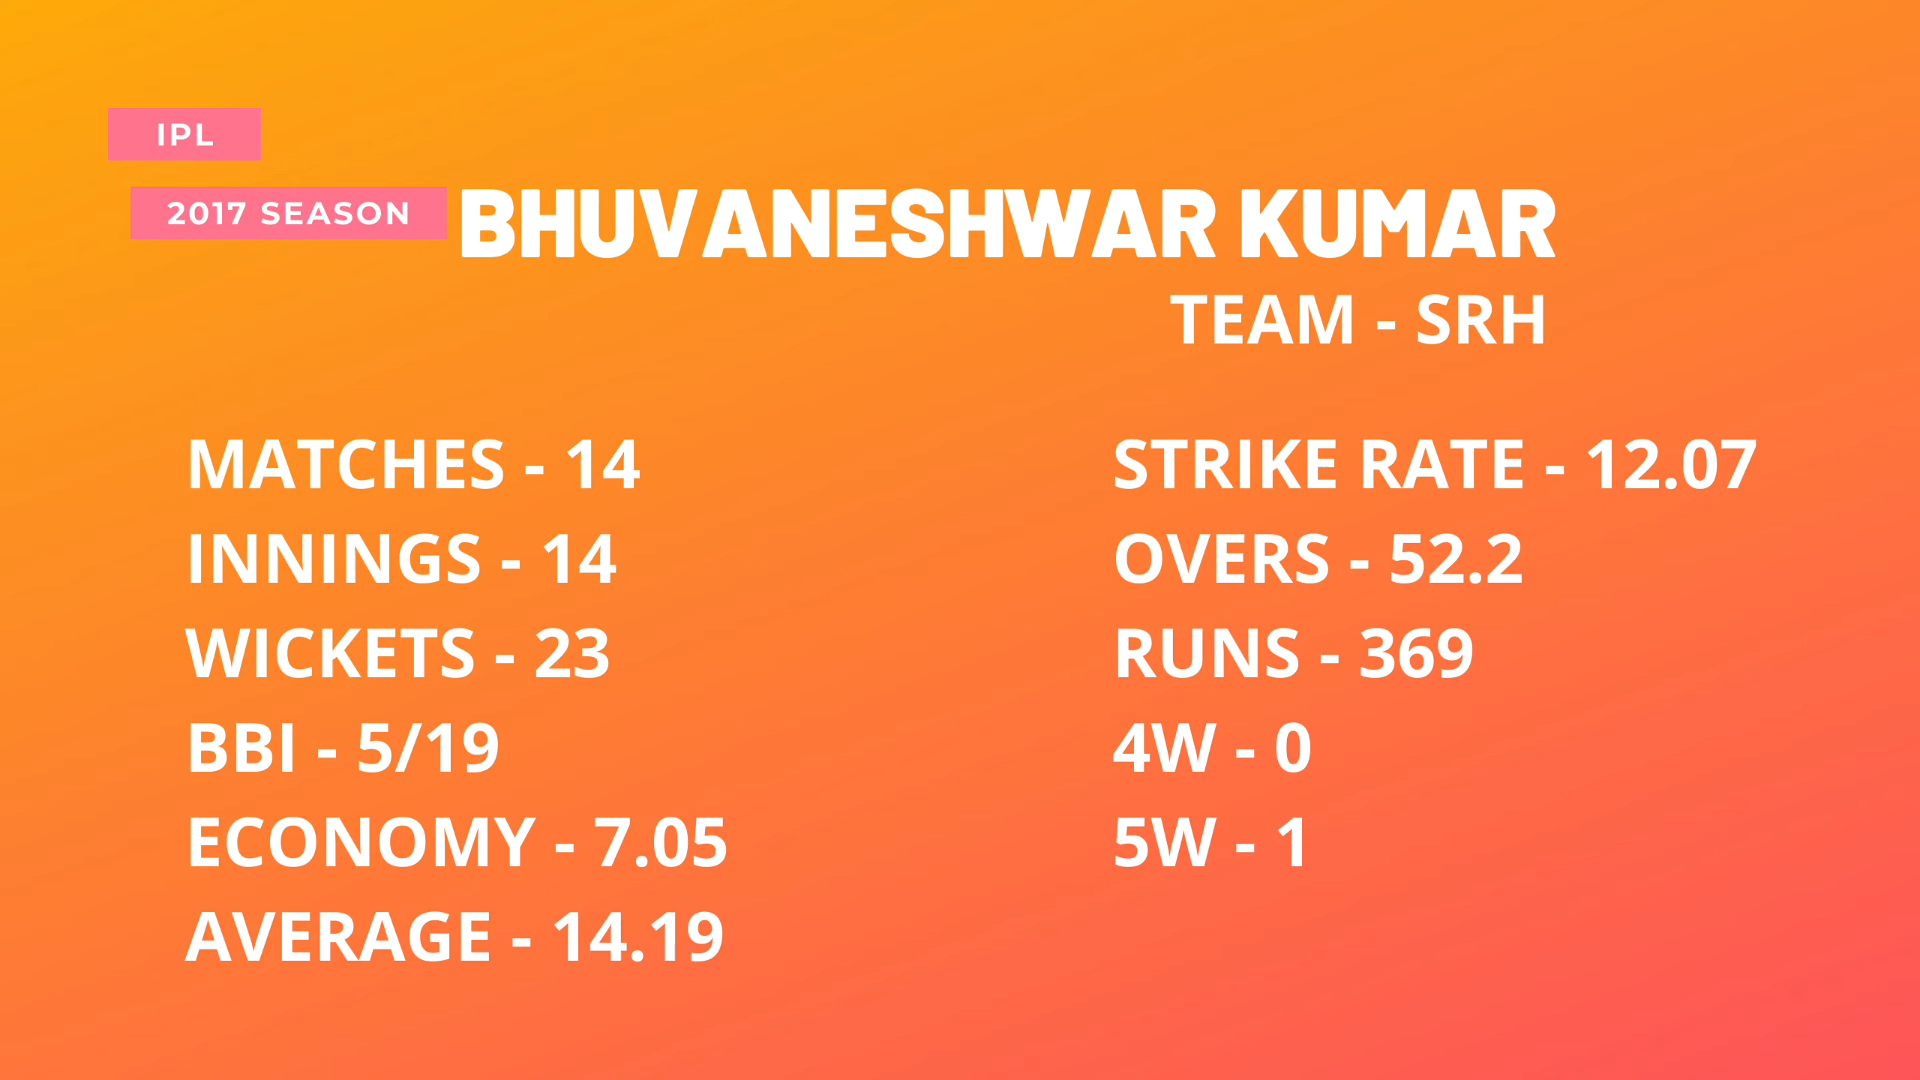 IPL
2017 SEASON
BHUVANESHWAR KUMAR
TEAM - SRH
MATCHES - 14
INNINGS - 14
WICKETS - 23
BBI - 5/19
ECONOMY - 7.05
AVERAGE - 14.19
STRIKE RATE - 12.07
OVERS - 52.2
RUNS - 369
4W - 0
5W - 1